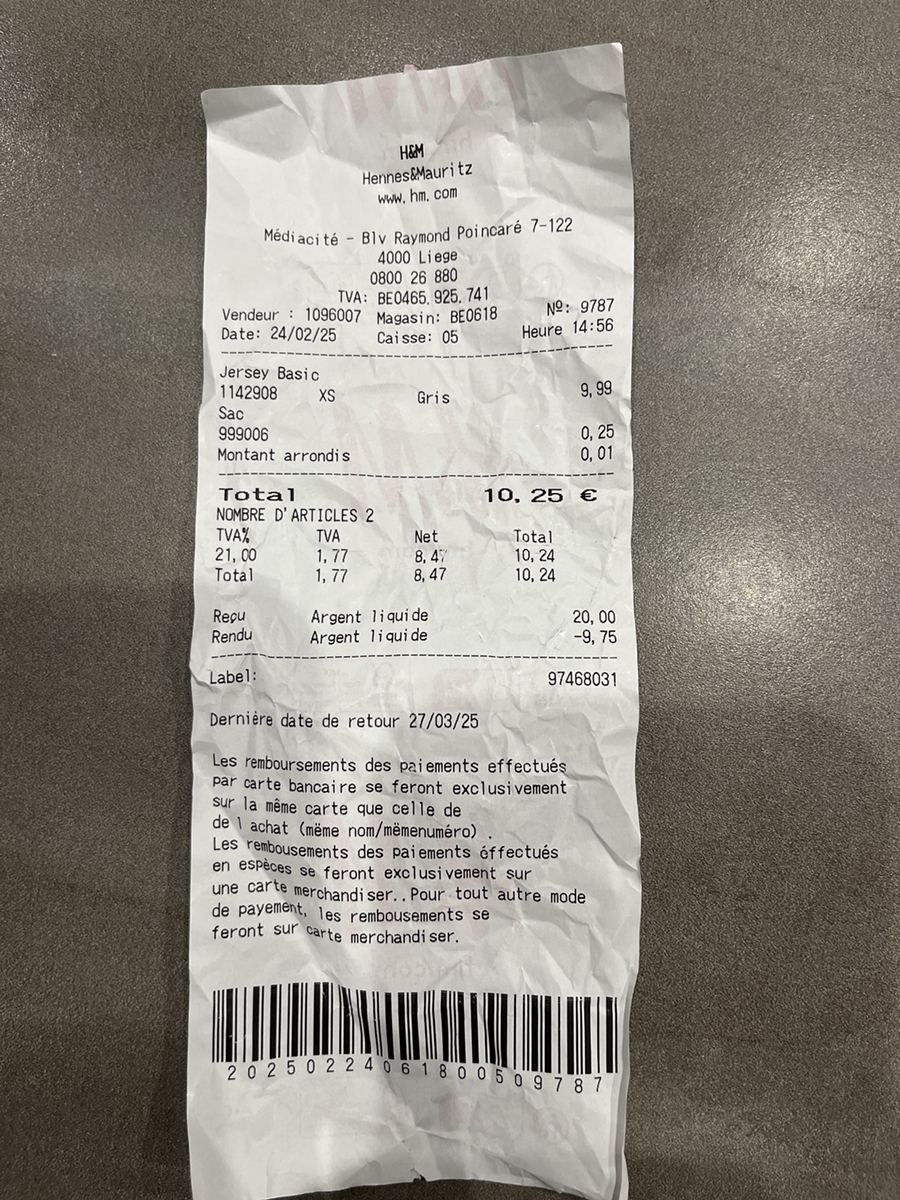 H&M
Hennes&Mauritz
www.hm.com
Médiacité - Blv Raymond Poincaré 7-122
4000 Liege
0800 26 880
TVA: BE0465.925.741
Vendeur : 1096007 Magasin: BE0618 Nº: 9787
Date: 24/02/25 Caisse: 05 Heure 14:56
Jersey Basic
1142908 XS Gris 9,99
Sac
999006 0,25
Montant arrondis 0,01
Total 10,25 €
NOMBRE D'ARTICLES 2
TVA% TVA Net Total
21,00 1,77 8,47 10,24
Total 1,77 8,47 10,24
Reçu Argent liquide 20,00
Rendu Argent liquide -9,75
Label: 97468031
Dernière date de retour 27/03/25
Les remboursements des paiements effectués
par carte bancaire se feront exclusivement
sur la même carte que celle de
de l achat (mëme nom/mëmenuméro) .
Les rembousements des paiements éffectués
en espèces se feront exclusivement sur
une carte merchandiser..Pour tout autre mode
de payement, les rembousements se
feront sur carte merchandiser.
20250224061800509787